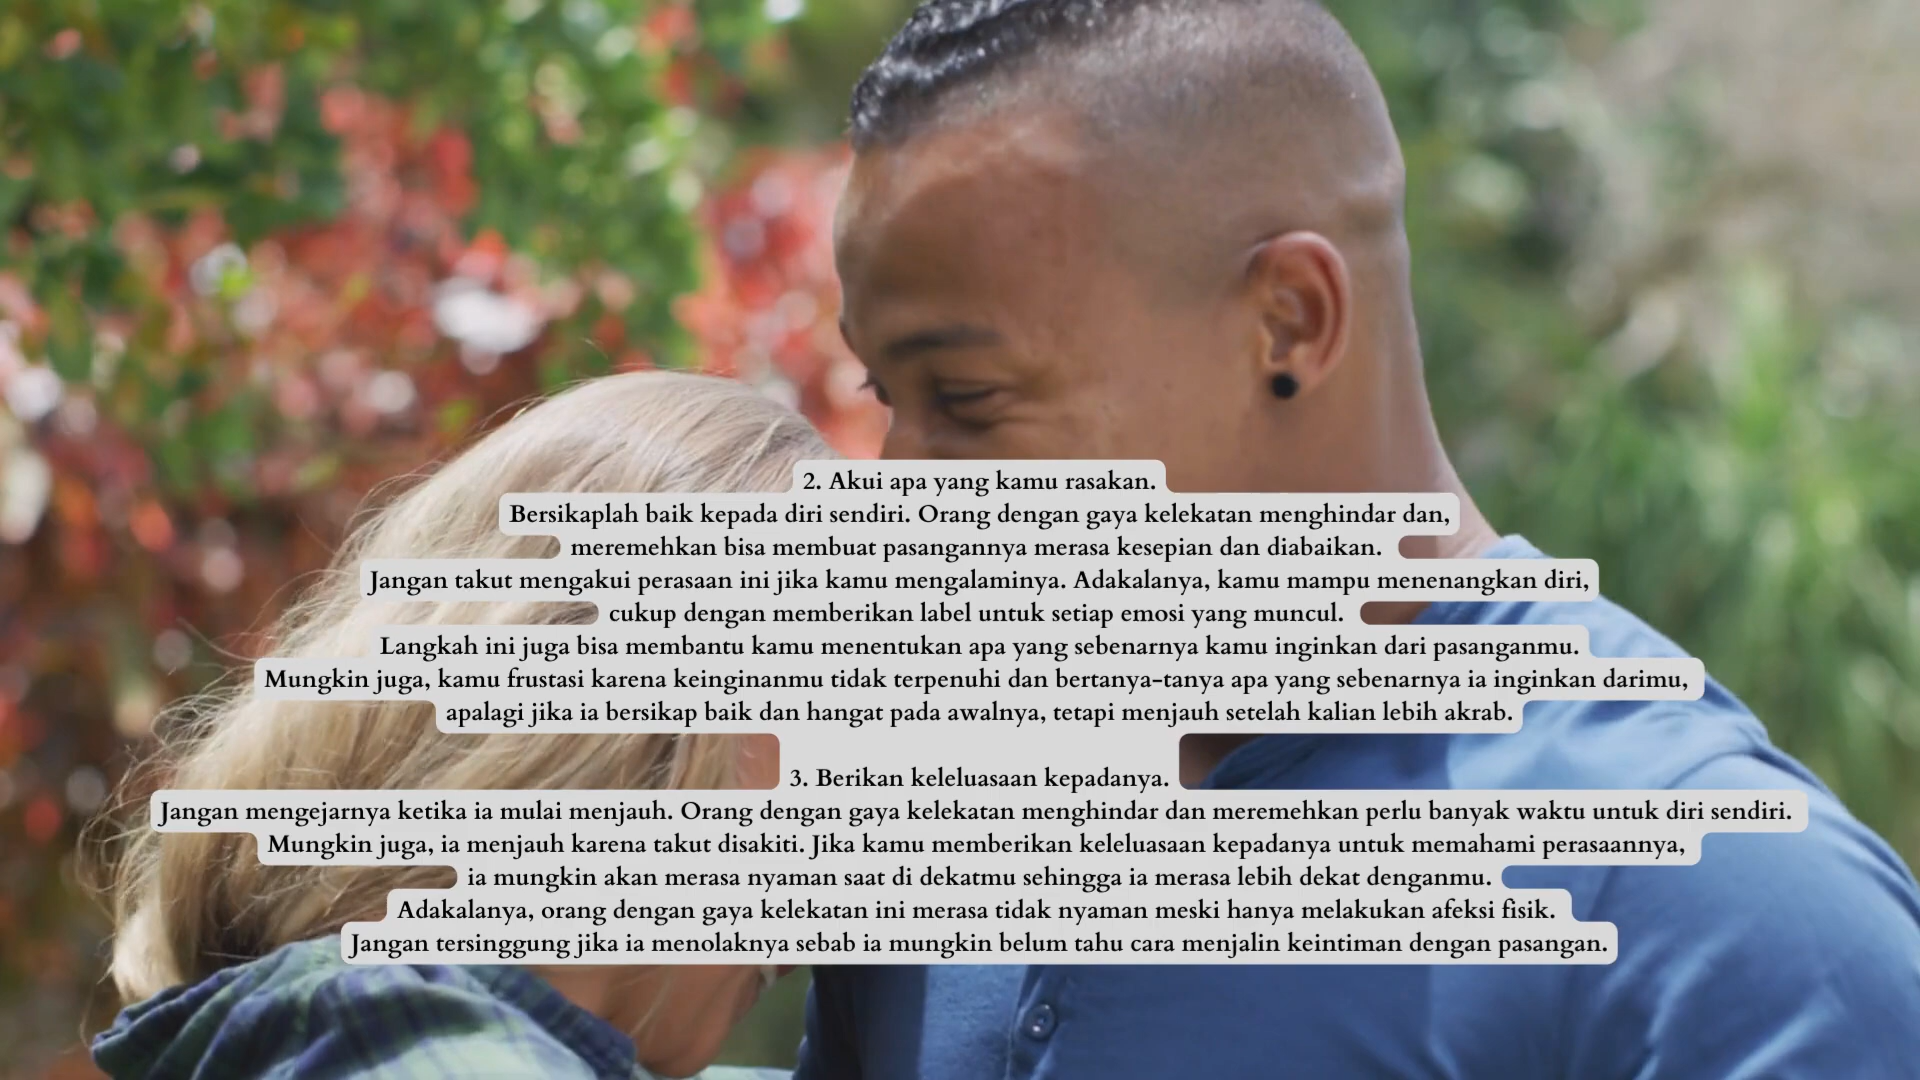 2. Akui apa yang kamu rasakan.
Bersikaplah baik kepada diri sendiri. Orang dengan gaya kelekatan menghindar dan,
meremehkan bisa membuat pasangannya merasa kesepian dan diabaikan.
Jangan takut mengakui perasaan ini jika kamu mengalaminya. Adakalanya, kamu mampu menenangkan diri,
cukup dengan memberikan label untuk setiap emosi yang muncul.
Langkah ini juga bisa membantu kamu menentukan apa yang sebenarnya kamu inginkan dari pasanganmu.
Mungkin juga, kamu frustasi karena keinginanmu tidak terpenuhi dan bertanya-tanya apa yang sebenarnya ia inginkan darimu,
apalagi jika ia bersikap baik dan hangat pada awalnya, tetapi menjauh setelah kalian lebih akrab.
3. Berikan keleluasaan kepadanya.
Jangan mengejarnya ketika ia mulai menjauh. Orang dengan gaya kelekatan menghindar dan meremehkan perlu banyak waktu untuk diri sendiri.
Mungkin juga, ia menjauh karena takut disakiti. Jika kamu memberikan keleluasaan kepadanya untuk memahami perasaannya,
ia mungkin akan merasa nyaman saat di dekatmu sehingga ia merasa lebih dekat denganmu.
Adakalanya, orang dengan gaya kelekatan ini merasa tidak nyaman meski hanya melakukan afeksi fisik.
Jangan tersinggung jika ia menolaknya sebab ia mungkin belum tahu cara menjalin keintiman dengan pasangan.